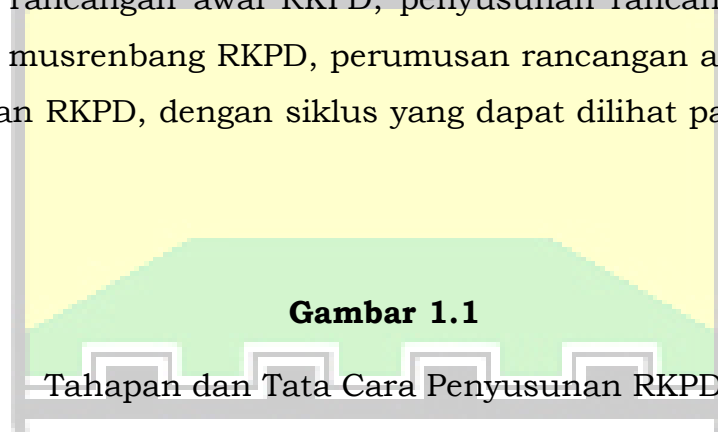 rancangan awal RKPD, penyusunan rancan
musrenbang RKPD, perumusan rancangan a
an RKPD, dengan siklus yang dapat dilihat pa
Gambar 1.1
Tahapan dan Tata Cara Penyusunan RKPD